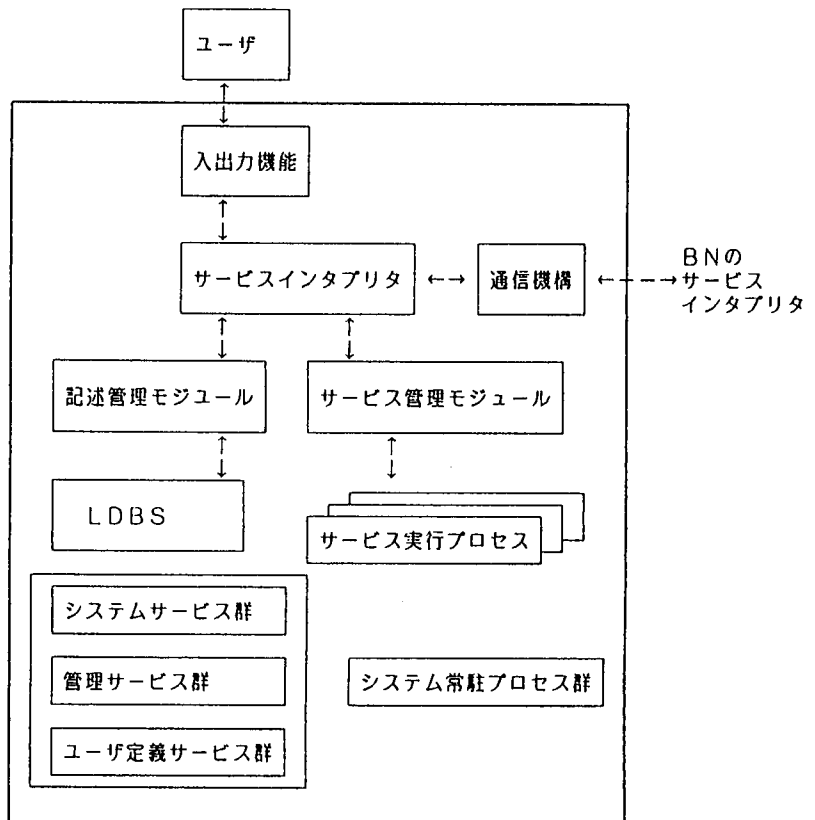 ユーザ
入出力機能
サービスインタプリタ
通信機構
BNの
サービス
インタプリタ
記述管理モジュール
サービス管理モジュール
LDBS
サービス実行プロセス
システムサービス群
管理サービス群
システム常駐プロセス群
ユーザ定義サービス群